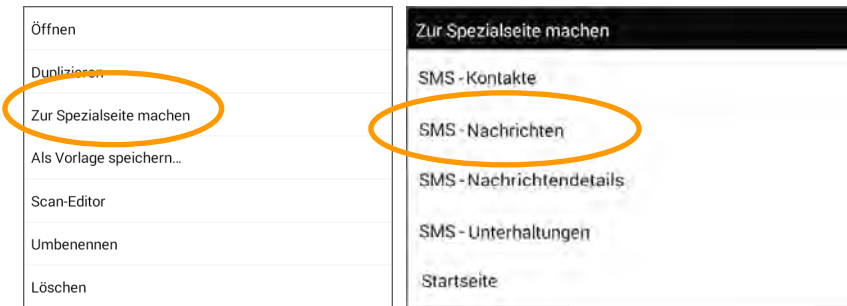 Öffnen
Duplizieren
Zur Spezialseite machen
Als Vorlage speichern…
Scan-Editor
Umbenennen
Löschen
Zur Spezialseite machen
SMS - Kontakte
SMS - Nachrichten
SMS - Nachrichtendetails
SMS - Unterhaltungen
Startseite